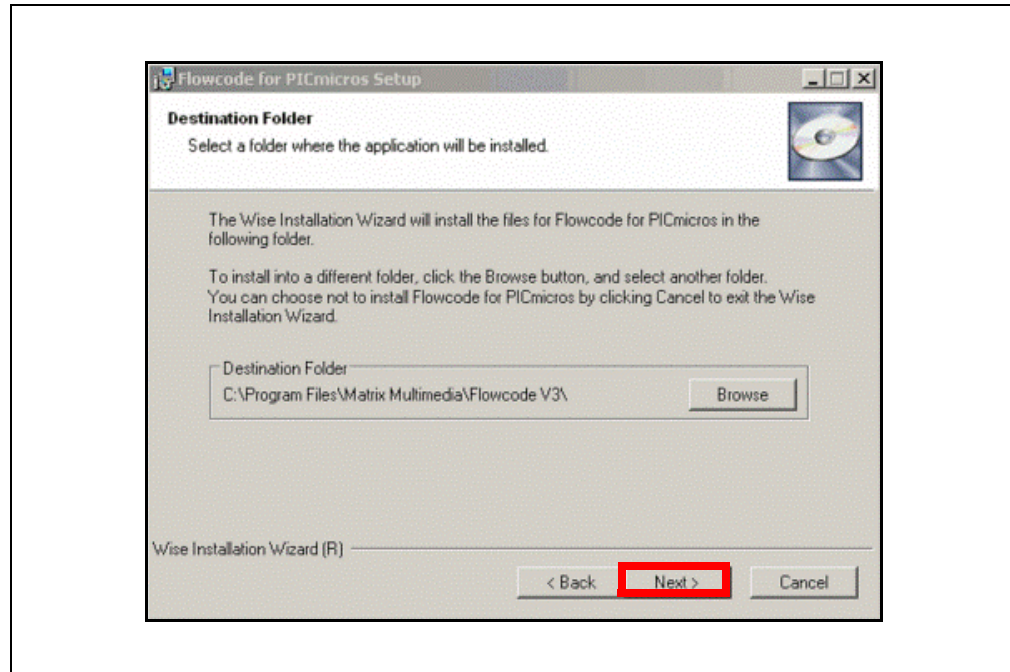 Flowcode for PICmicros Setup
Destination Folder
Select a folder where the application will be installed.
The Wise Installation Wizard will install the files for Flowcode for PICmicros in the
following folder.
To install into a different folder, click the Browse button, and select another folder.
You can choose not to install Flowcode for PICmicros by clicking Cancel to exit the Wise
Installation Wizard.
Destination Folder
C:\Program Files\Matrix Multimedia\Flowcode V3\
Browse
Wise Installation Wizard (R)
< Back
Next >
Cancel